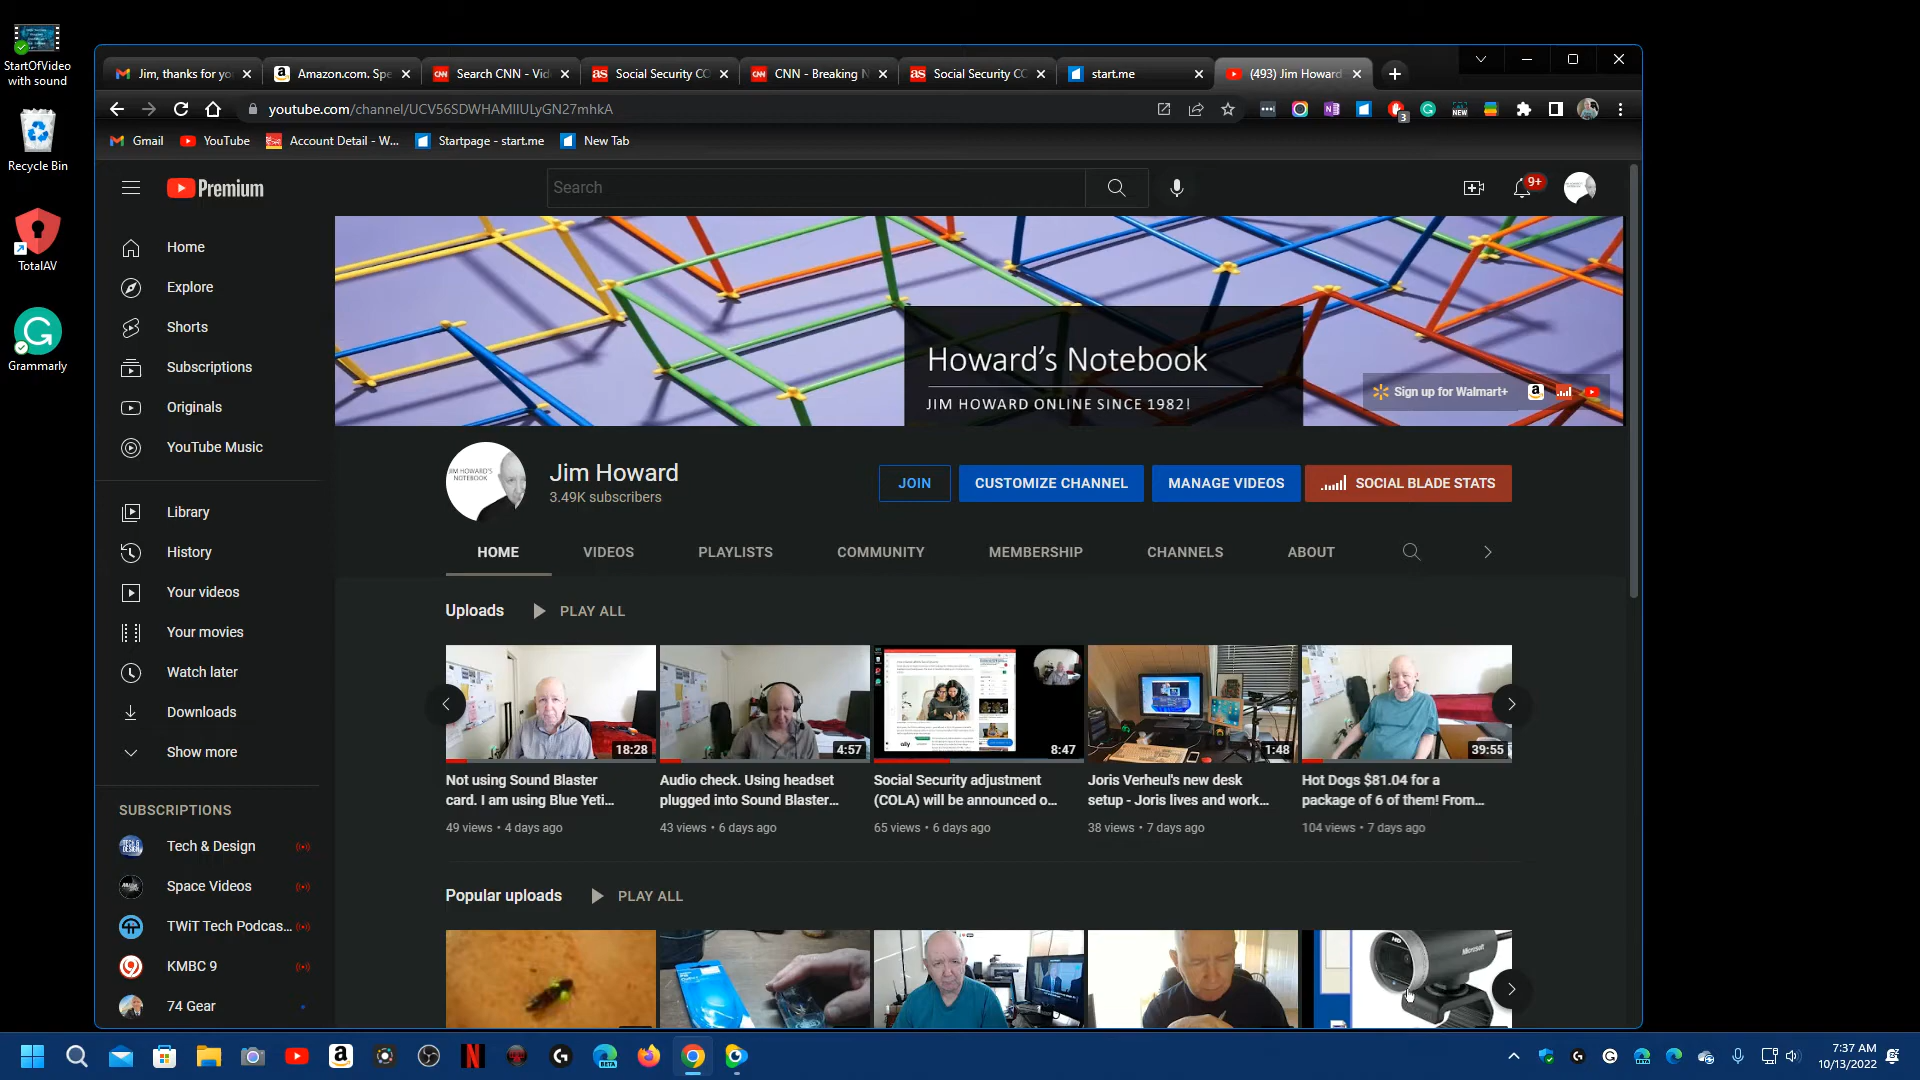 StartOfVideo
with sound
Recycle Bin
TotalAV
Grammarly
Jim, thanks for yo
Amazon.com. Spe
Search CNN - Vid
Social Security CO
CNN - Breaking N
Social Security CO
start.me
(493) Jim Howard
youtube.com/channel/UCV56SDWHAMIIULyGN27mhkA
3
NEW
Gmail
YouTube
Account Detail - W...
Startpage - start.me
New Tab
Premium
Search
9+
Home
Explore
Shorts
Subscriptions
Originals
YouTube Music
Library
History
Your videos
Your movies
Watch later
Downloads
Show more
SUBSCRIPTIONS
Tech & Design
Space Videos
TWiT Tech Podcas...
KMBC 9
74 Gear
Howard's Notebook
JIM HOWARD ONLINE SINCE 1982!
Sign up for Walmart+
JIM HOWARD'S
NOTEBOOK
Jim Howard
3.49K subscribers
JOIN
CUSTOMIZE CHANNEL
MANAGE VIDEOS
SOCIAL BLADE STATS
HOME
VIDEOS
PLAYLISTS
COMMUNITY
MEMBERSHIP
CHANNELS
ABOUT
Uploads
PLAY ALL
18:28
4:57
8:47
1:48
39:55
Not using Sound Blaster
card. I am using Blue Yeti...
49 views • 4 days ago
Audio check. Using headset
plugged into Sound Blaster...
43 views • 6 days ago
Social Security adjustment
(COLA) will be announced o...
65 views • 6 days ago
Joris Verheul's new desk
setup - Joris lives and work...
38 views • 7 days ago
Hot Dogs $81.04 for a
package of 6 of them! From...
104 views • 7 days ago
Popular uploads
PLAY ALL
Microsoft
7:37 AM
10/13/2022